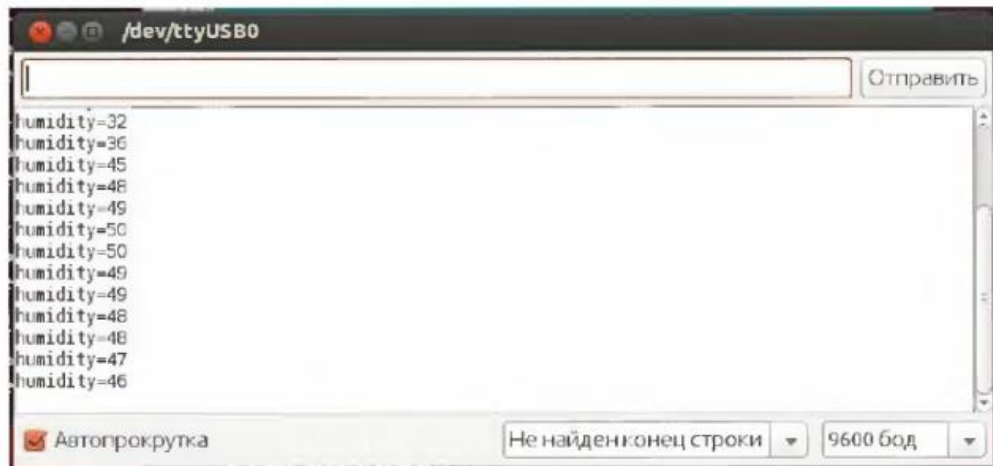 /dev/ttyUSB0
Отправить
humidity=32
humidity=36
humidity=45
humidity=48
humidity=49
humidity=50
humidity=50
humidity=49
humidity=49
humidity=48
humidity=48
humidity=47
humidity=46
Автопрокрутка
Не найден конец строки
9600 бод